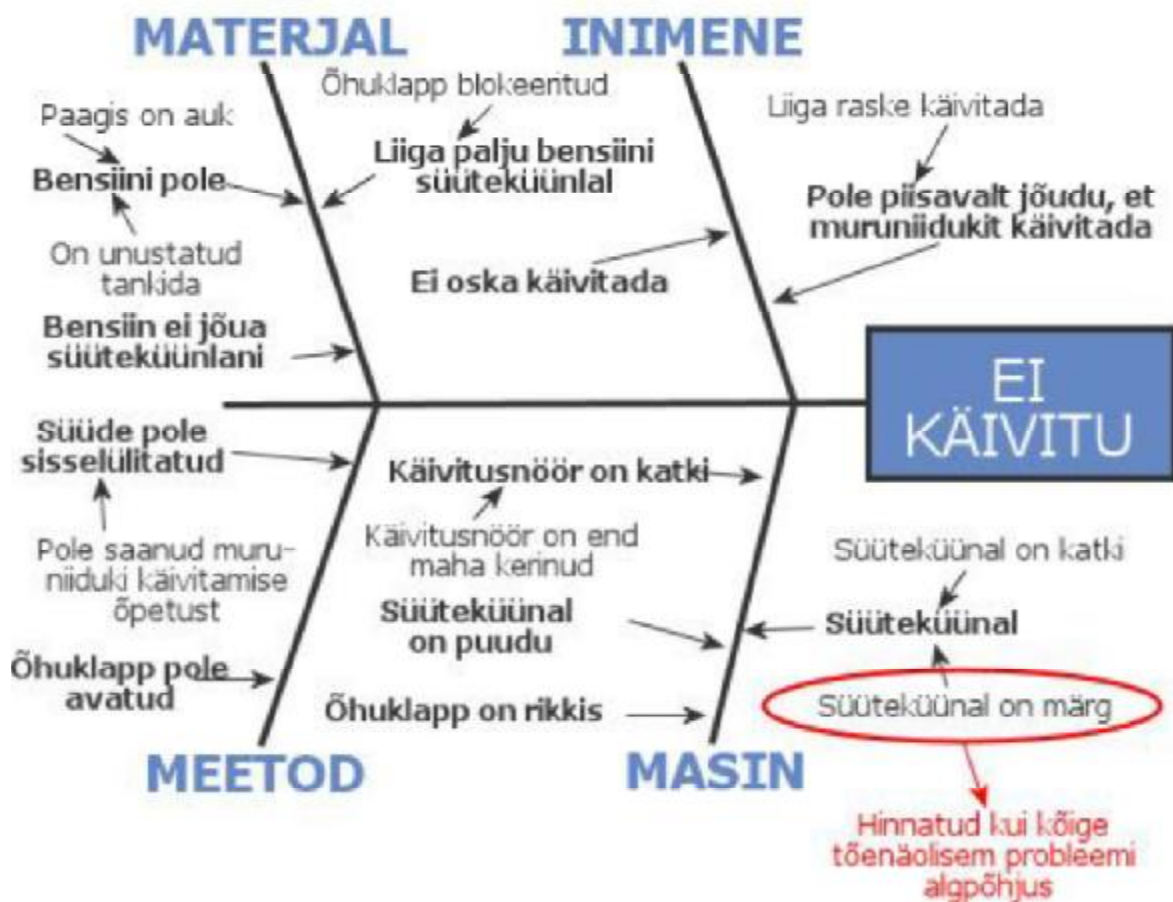 MATERJAL
INIMENE
Õhuklapp blokeeritud
Paagis on auk
Liiga palju bensiini
süüteküünlal
Bensiini pole
On unustatud
tankida
Bensiin ei jõua
süüteküünlani
Liiga raske käivitada
Pole piisavalt jõudu, et
muruniidukit käivitada
Ei oska käivitada
EI
KÄIVITU
Süüde pole
sisselülitatud
Pole saanud muru-
niiduki käivitamise
õpetust
Õhuklapp pole
avatud
MEETOD
Käivitusnöör on katki
Käivitusnöör on end
maha kerinud
Süüteküünal
on puudu
Õhuklapp on rikkis
MASIN
Süüteküünal on katki
Süüteküünal
Süüteküünal on märg
Hinnatud kui kõige
tõenäolisem probleemi
algpõhjus